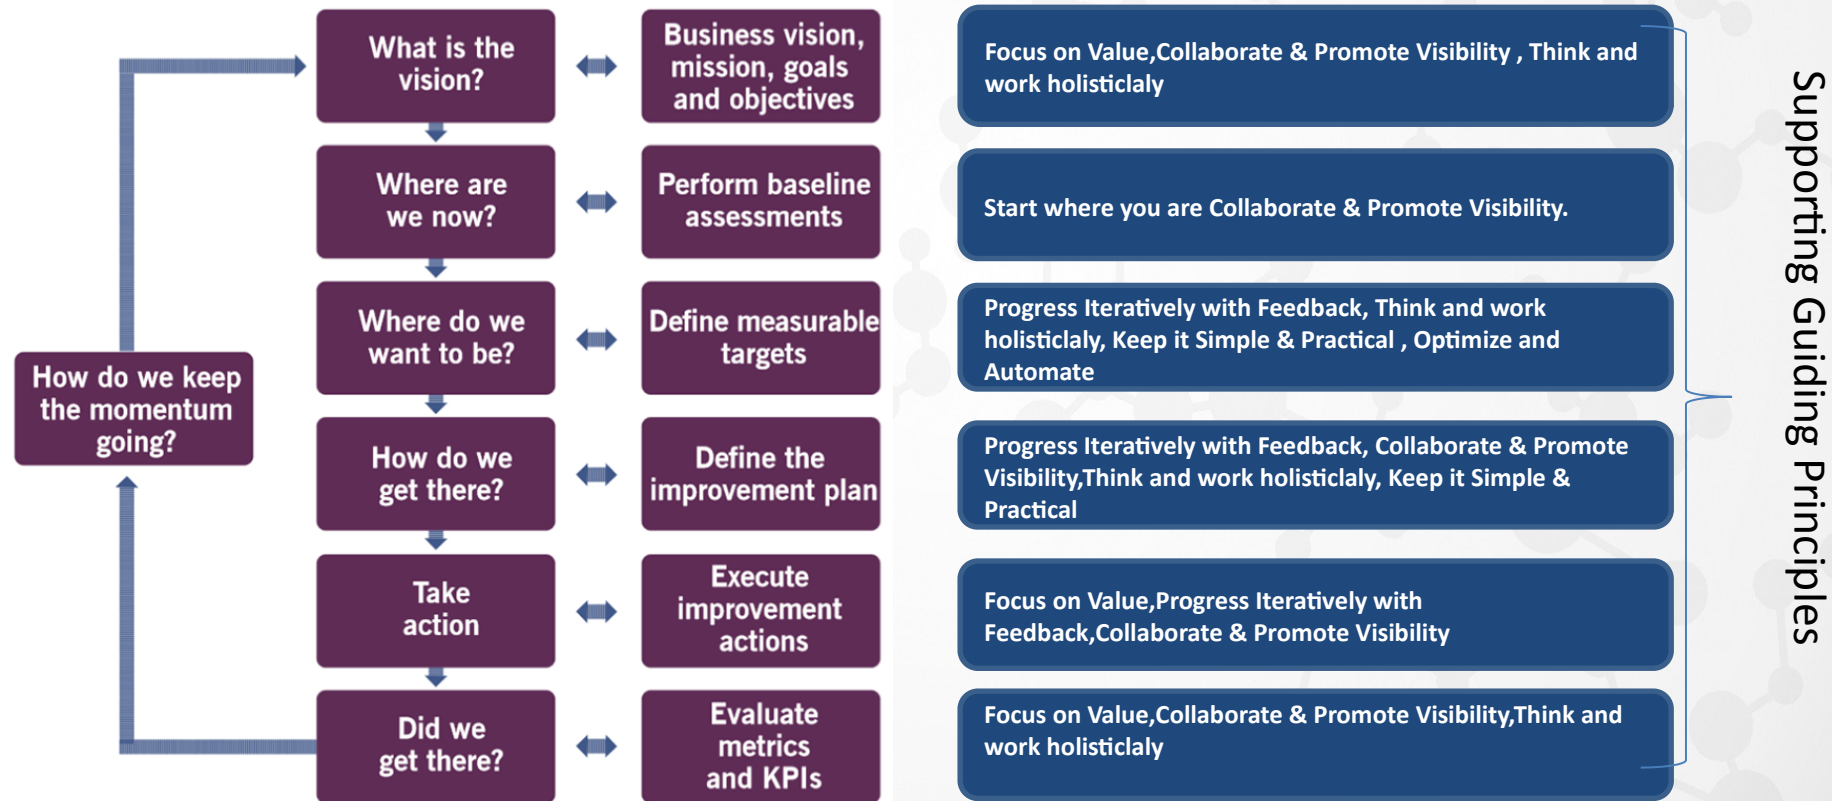 What is the
vision?
Business vision,
mission, goals
and objectives
Focus on Value,Collaborate & Promote Visibility , Think and
work holisticlaly
Where are
we now?
Perform baseline
assessments
Start where you are Collaborate & Promote Visibility.
Where do we
want to be?
Define measurable
targets
Progress Iteratively with Feedback, Think and work
holisticlaly, Keep it Simple & Practical , Optimize and
Automate
How do we keep
the momentum
going?
How do we
get there?
Define the
improvement plan
Progress Iteratively with Feedback, Collaborate & Promote
Visibility,Think and work holisticlaly, Keep it Simple &
Practical
Take
action
Execute
improvement
actions
Focus on Value,Progress Iteratively with
Feedback,Collaborate & Promote Visibility
Did we
get there?
Evaluate
metrics
and KPIs
Focus on Value,Collaborate & Promote Visibility,Think and
work holisticlaly
Supporting Guiding Principles